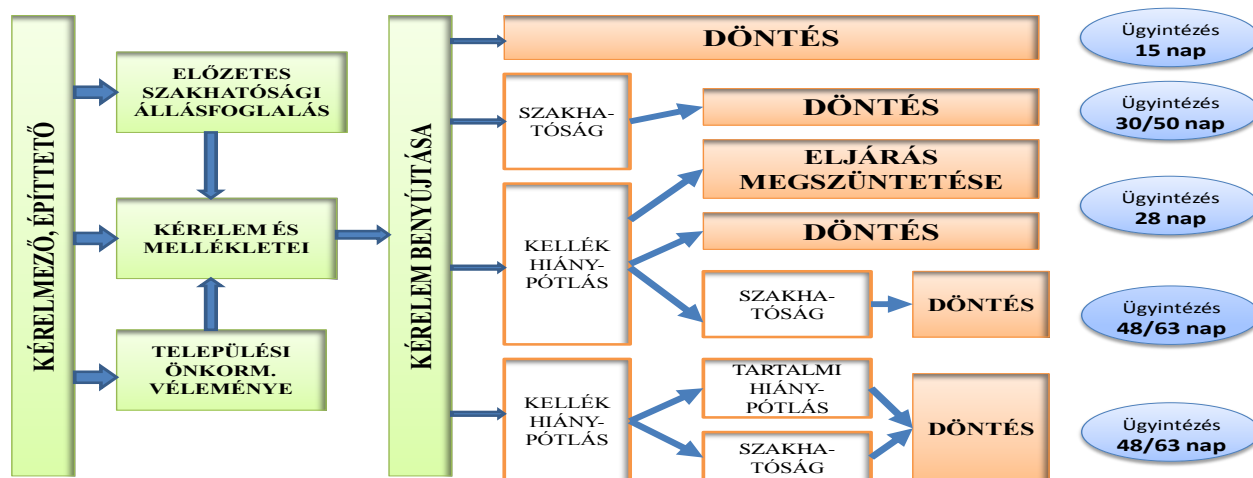 KÉRELMEZŐ, ÉPÍTTETŐ
ELŐZETES
SZAKHATÓSÁGI
ÁLLÁSFOGLALÁS
KÉRELEM ÉS
MELLÉKLETEI
TELEPÜLÉSI
ÖNKORM.
VÉLEMÉNYE
KÉRELEM BENYÚJTÁSA
DÖNTÉS
Ügyintézés
15 nap
SZAKHA-
TÓSÁG
DÖNTÉS
Ügyintézés
30/50 nap
KELLÉK
HIÁNY-
PÓTLÁS
ELJÁRÁS
MEGSZÜNTETÉSE
DÖNTÉS
Ügyintézés
28 nap
SZAKHA-
TÓSÁG
DÖNTÉS
Ügyintézés
48/63 nap
KELLÉK
HIÁNY-
PÓTLÁS
TARTALMI
HIÁNY-
PÓTLÁS
SZAKHA-
TÓSÁG
DÖNTÉS
Ügyintézés
48/63 nap